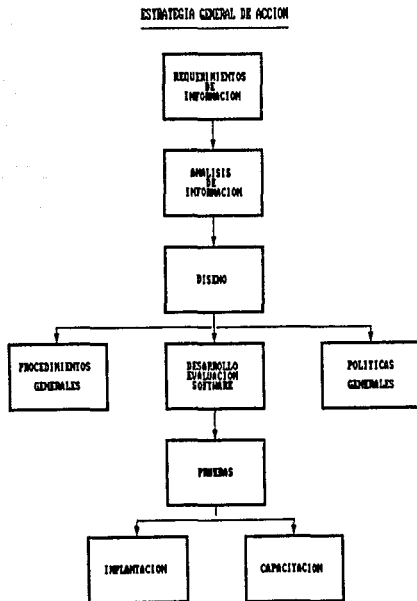 ESTRATEGIA GENERAL DE ACCION
REQUERIMIENTOS
DE
INFORMACION
ANALISIS
DE
INFORMACION
DISENO
PROCEDIMIENTOS
GENERALES
DESARROLLO
EVALUACION
SOFTWARE
POLITICAS
GENERALES
PRUEBAS
IMPLANTACION
CAPACITACION